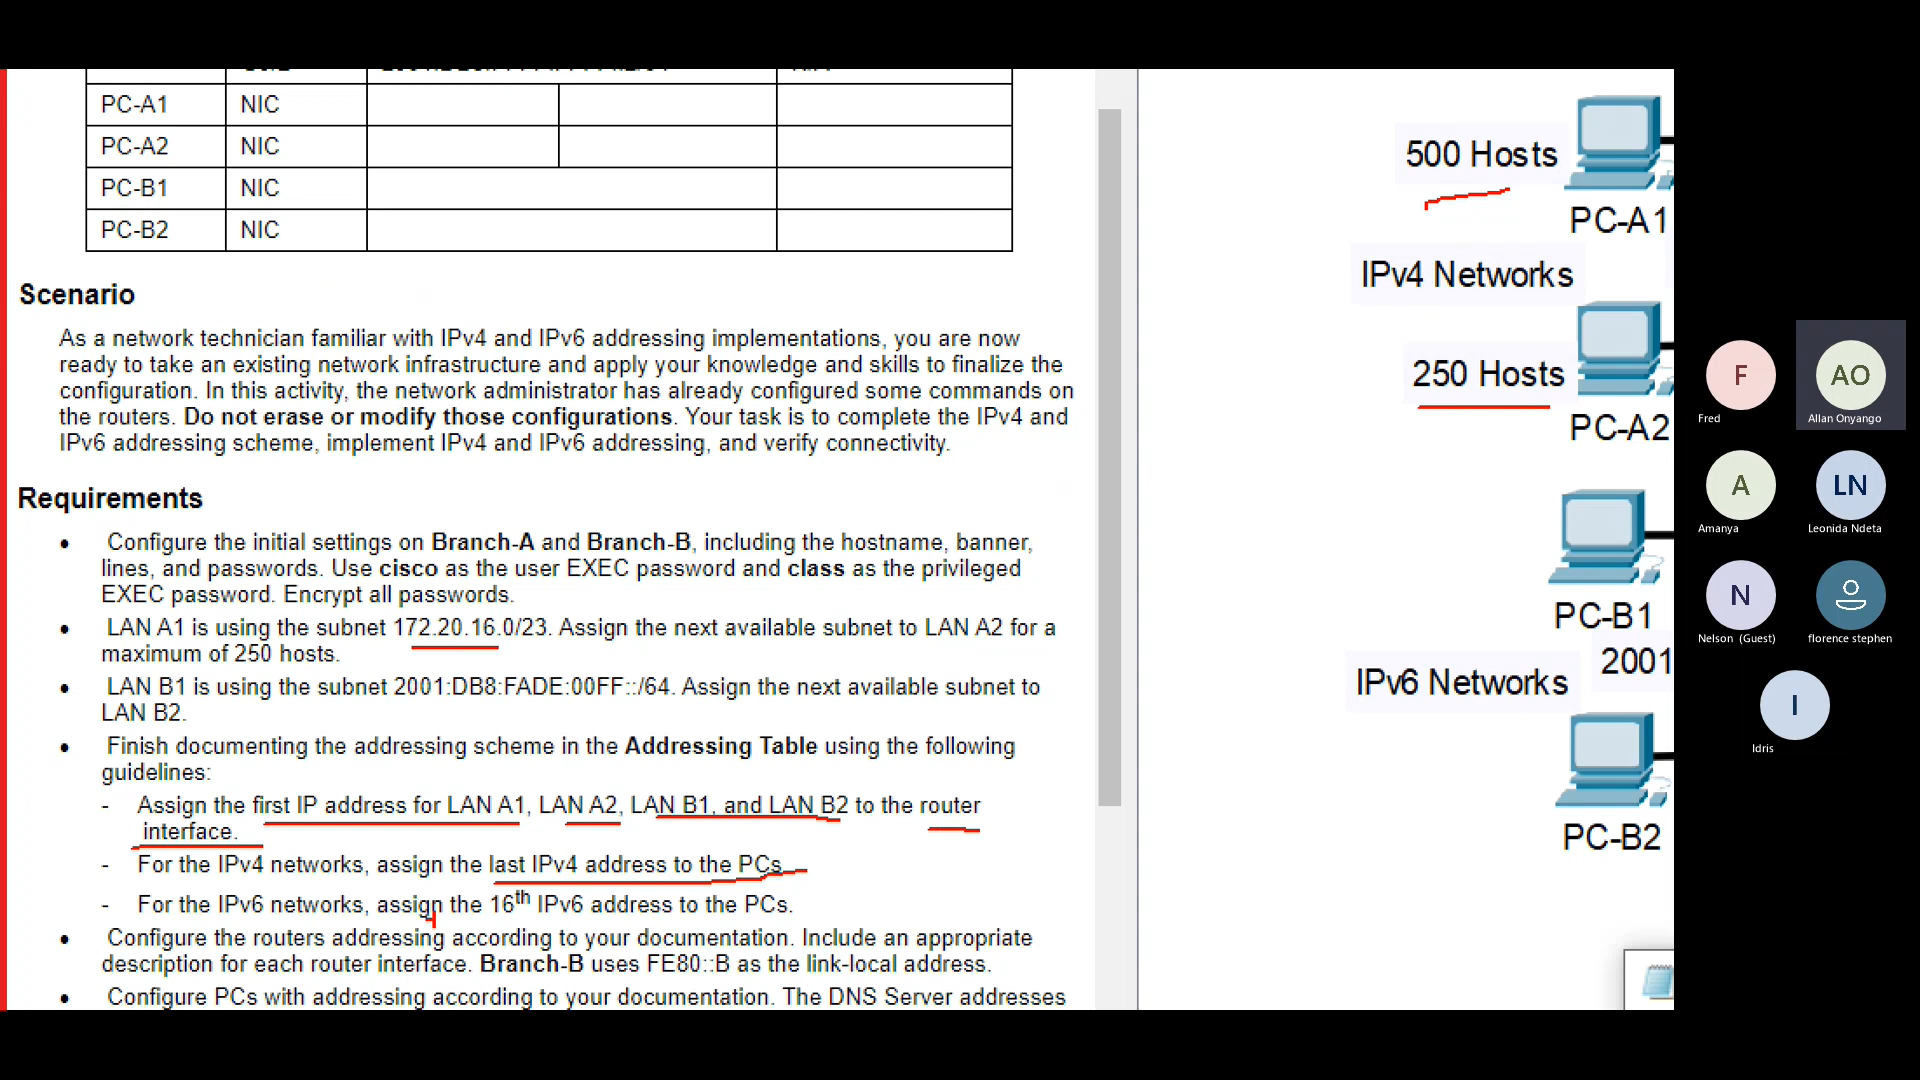 PC-A1 NIC
PC-A2 NIC
PC-B1 NIC
PC-B2 NIC
Scenario
As a network technician familiar with IPv4 and IPv6 addressing implementations, you are now
ready to take an existing network infrastructure and apply your knowledge and skills to finalize the
configuration. In this activity, the network administrator has already configured some commands on
the routers. Do not erase or modify those configurations. Your task is to complete the IPv4 and
IPv6 addressing scheme, implement IPv4 and IPv6 addressing, and verify connectivity.
Requirements
• Configure the initial settings on Branch-A and Branch-B, including the hostname, banner,
lines, and passwords. Use cisco as the user EXEC password and class as the privileged
EXEC password. Encrypt all passwords.
• LAN A1 is using the subnet 172.20.16.0/23. Assign the next available subnet to LAN A2 for a
maximum of 250 hosts.
• LAN B1 is using the subnet 2001:DB8:FADE:00FF::/64. Assign the next available subnet to
LAN B2.
• Finish documenting the addressing scheme in the Addressing Table using the following
guidelines:
- Assign the first IP address for LAN A1, LAN A2, LAN B1, and LAN B2 to the router
interface.
- For the IPv4 networks, assign the last IPv4 address to the PCs.
- For the IPv6 networks, assign the 16th IPv6 address to the PCs.
• Configure the routers addressing according to your documentation. Include an appropriate
description for each router interface. Branch-B uses FE80::B as the link-local address.
• Configure PCs with addressing according to your documentation. The DNS Server addresses
500 Hosts
PC-A1
IPv4 Networks
250 Hosts
PC-A2
PC-B1
2001
IPv6 Networks
PC-B2
F
Fred
AO
Allan Onyango
A
Amanya
LN
Leonida Ndeta
N
Nelson (Guest)
florence stephen
I
Idris